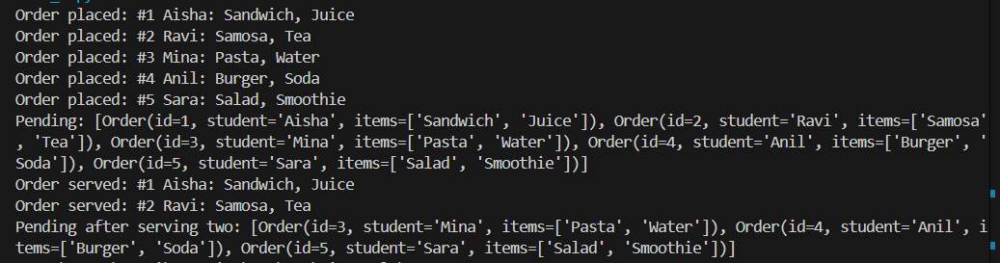 Order placed: #1 Aisha: Sandwich, Juice
Order placed: #2 Ravi: Samosa, Tea
Order placed: #3 Mina: Pasta, Water
Order placed: #4 Anil: Burger, Soda
Order placed: #5 Sara: Salad, Smoothie
Pending: [Order(id=1, student='Aisha', items=['Sandwich', 'Juice']), Order(id=2, student='Ravi', items=['Samosa'
, 'Tea']), Order(id=3, student='Mina', items=['Pasta', 'Water']), Order(id=4, student='Anil', items=['Burger', '
Soda']), Order(id=5, student='Sara', items=['Salad', 'Smoothie'])]
Order served: #1 Aisha: Sandwich, Juice
Order served: #2 Ravi: Samosa, Tea
Pending after serving two: [Order(id=3, student='Mina', items=['Pasta', 'Water']), Order(id=4, student='Anil', i
tems=['Burger', 'Soda']), Order(id=5, student='Sara', items=['Salad', 'Smoothie'])]